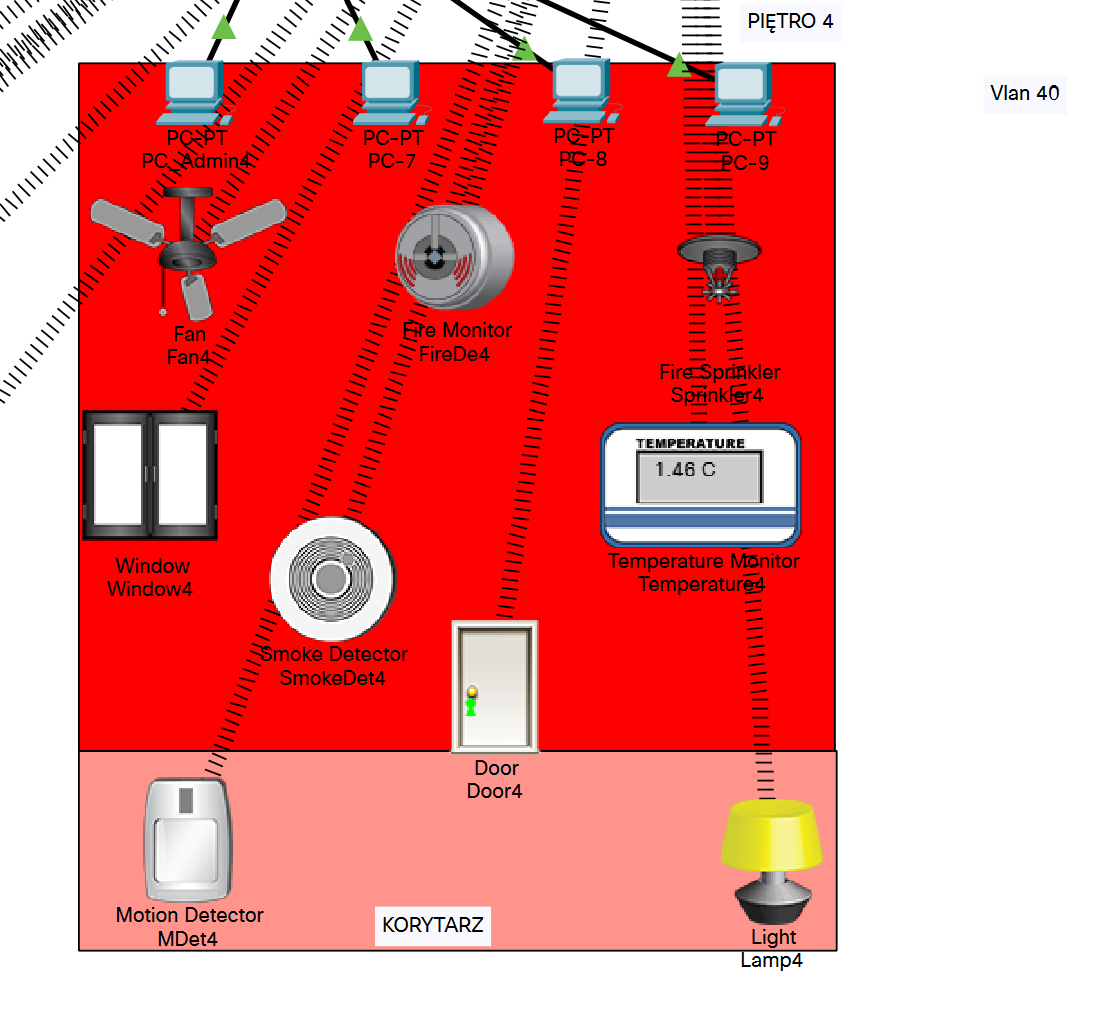 PIĘTRO 4
Vlan 40
PC-PT
PC_Admin4
PC-PT
PC-7
PC-PT
PC-8
PC-PT
PC-9
Fan
Fan4
Fire Monitor
FireDe4
Fire Sprinkler
Sprinkler4
TEMPERATURE
1.46 C
Temperature Monitor
Temperature4
Window
Window4
Smoke Detector
SmokeDet4
Door
Door4
Motion Detector
MDet4
KORYTARZ
Light
Lamp4